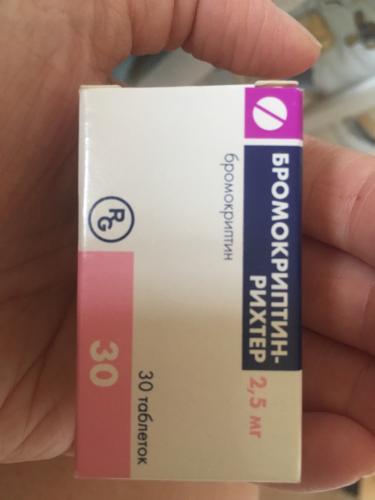 БРОМОКРИПТИН-
РИХТЕР 2,5 мг
бромокриптин
RG
30 таблеток
30